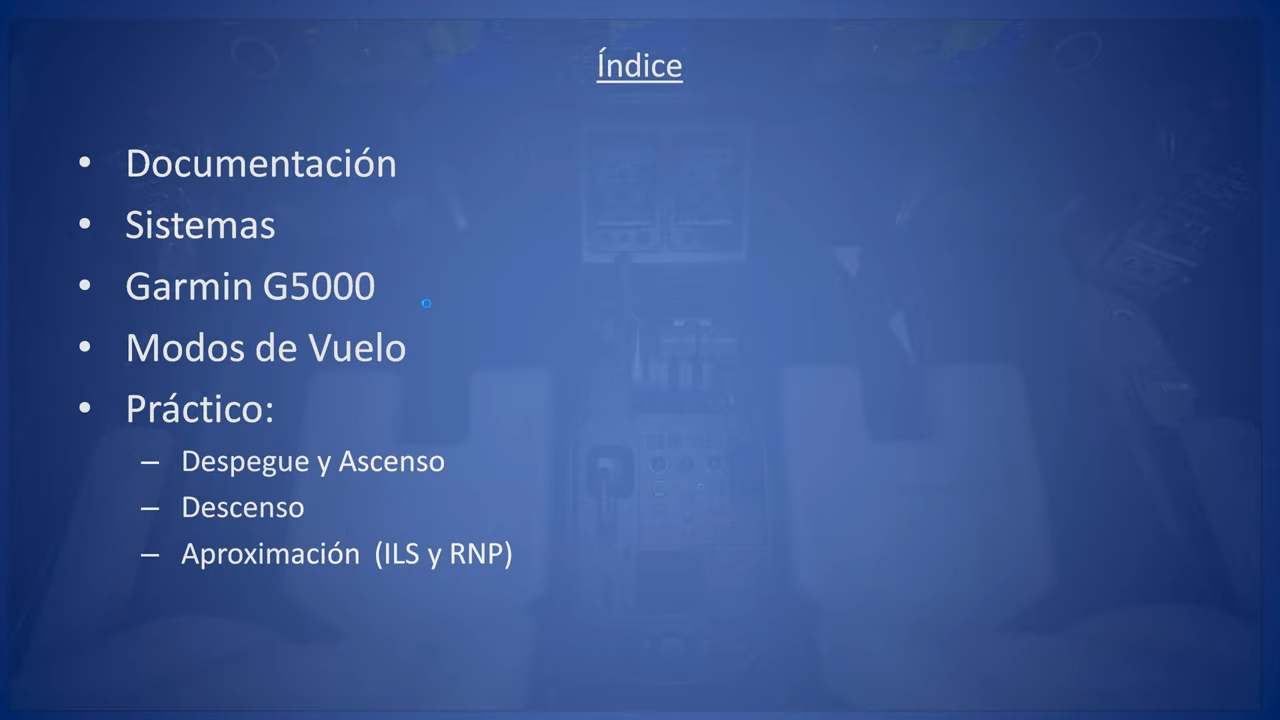 Índice
• Documentación
• Sistemas
• Garmin G5000
• Modos de Vuelo
• Práctico:
– Despegue y Ascenso
– Descenso
– Aproximación (ILS y RNP)